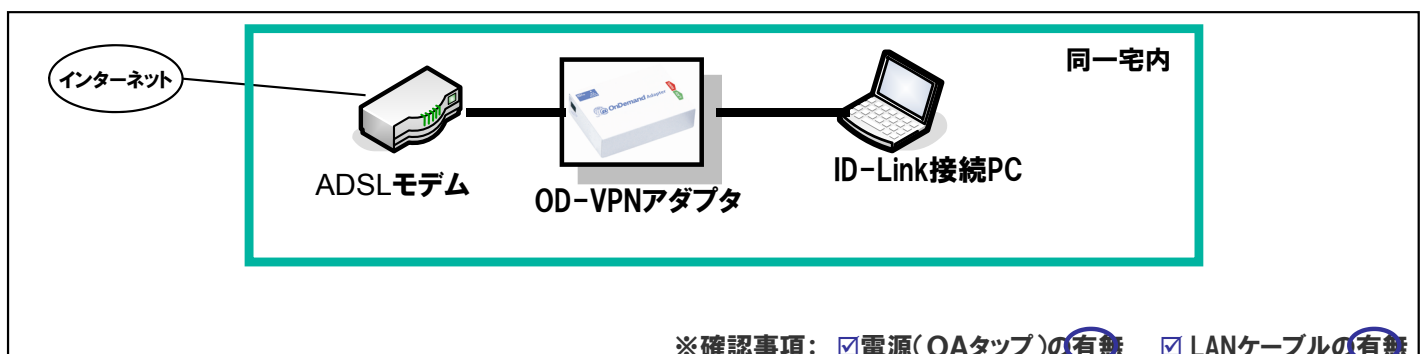 インターネット
同一宅内
@OnDemand Adapter
ADSLモデム
OD-VPNアダプタ
ID-Link接続PC
※確認事項: ☑電源(OAタップ)の有無 ☑LANケーブルの有無